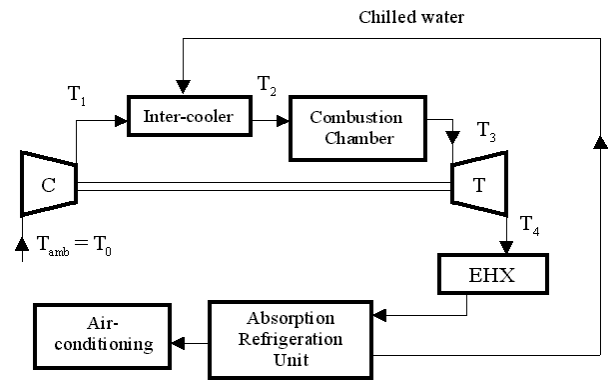 Chilled water
T1
Inter-cooler
T2
Combustion
Chamber
T3
C
T
Tamb = T0
T4
EHX
Air-
conditioning
Absorption
Refrigeration
Unit